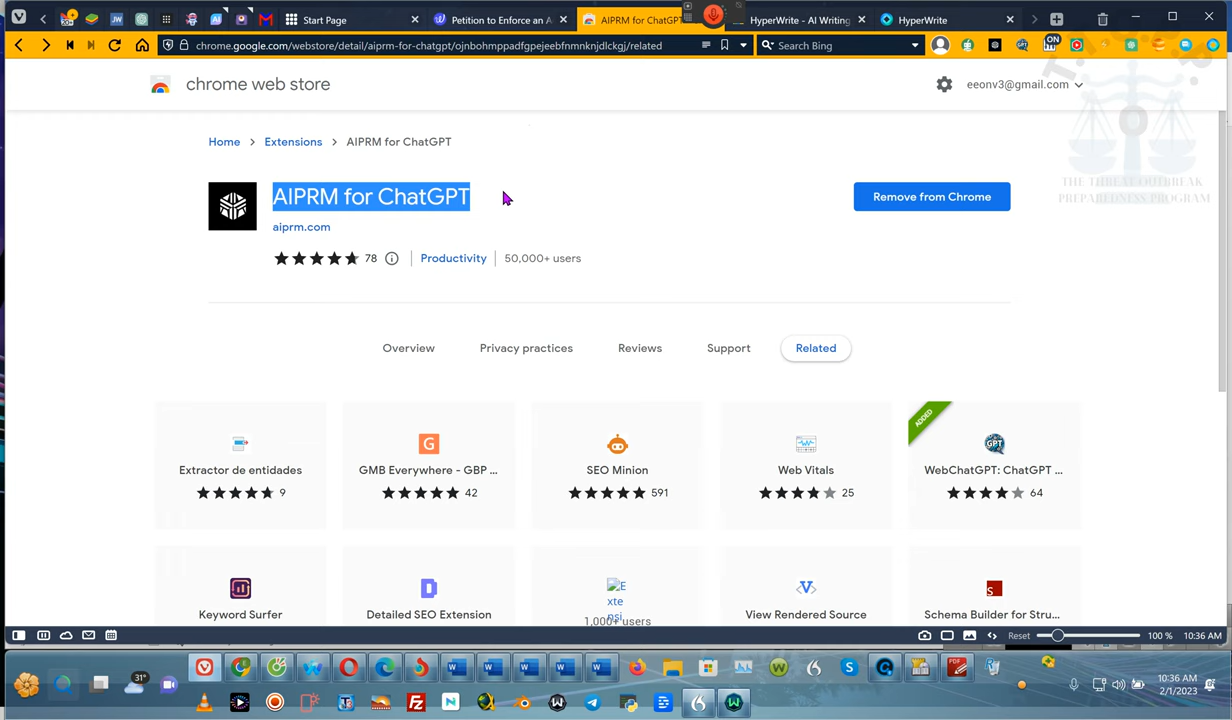 Start Page
Petition to Enforce an A
AIPRM for ChatGPT
HyperWrite - AI Writing
HyperWrite
chrome.google.com/webstore/detail/aiprm-for-chatgpt/ojnbohmppadfgpejeebfnmnknjdlckgj/related
Search Bing
ON
chrome web store
eeonv3@gmail.com
THE THREAT OUTBREAK
PREPAREDNESS PROGRAM
Home
Extensions
AIPRM for ChatGPT
AIPRM for ChatGPT
Remove from Chrome
aiprm.com
78
Productivity
50,000+ users
Overview
Privacy practices
Reviews
Support
Related
ADDED
Extractor de entidades
GMB Everywhere - GBP ...
SEO Minion
Web Vitals
WebChatGPT: ChatGPT ...
9
42
591
25
64
Keyword Surfer
Detailed SEO Extension
Exte
nsi
1,000+ users
View Rendered Source
Schema Builder for Stru...
Reset
100 %
10:36 AM
31°
10:36 AM
2/1/2023